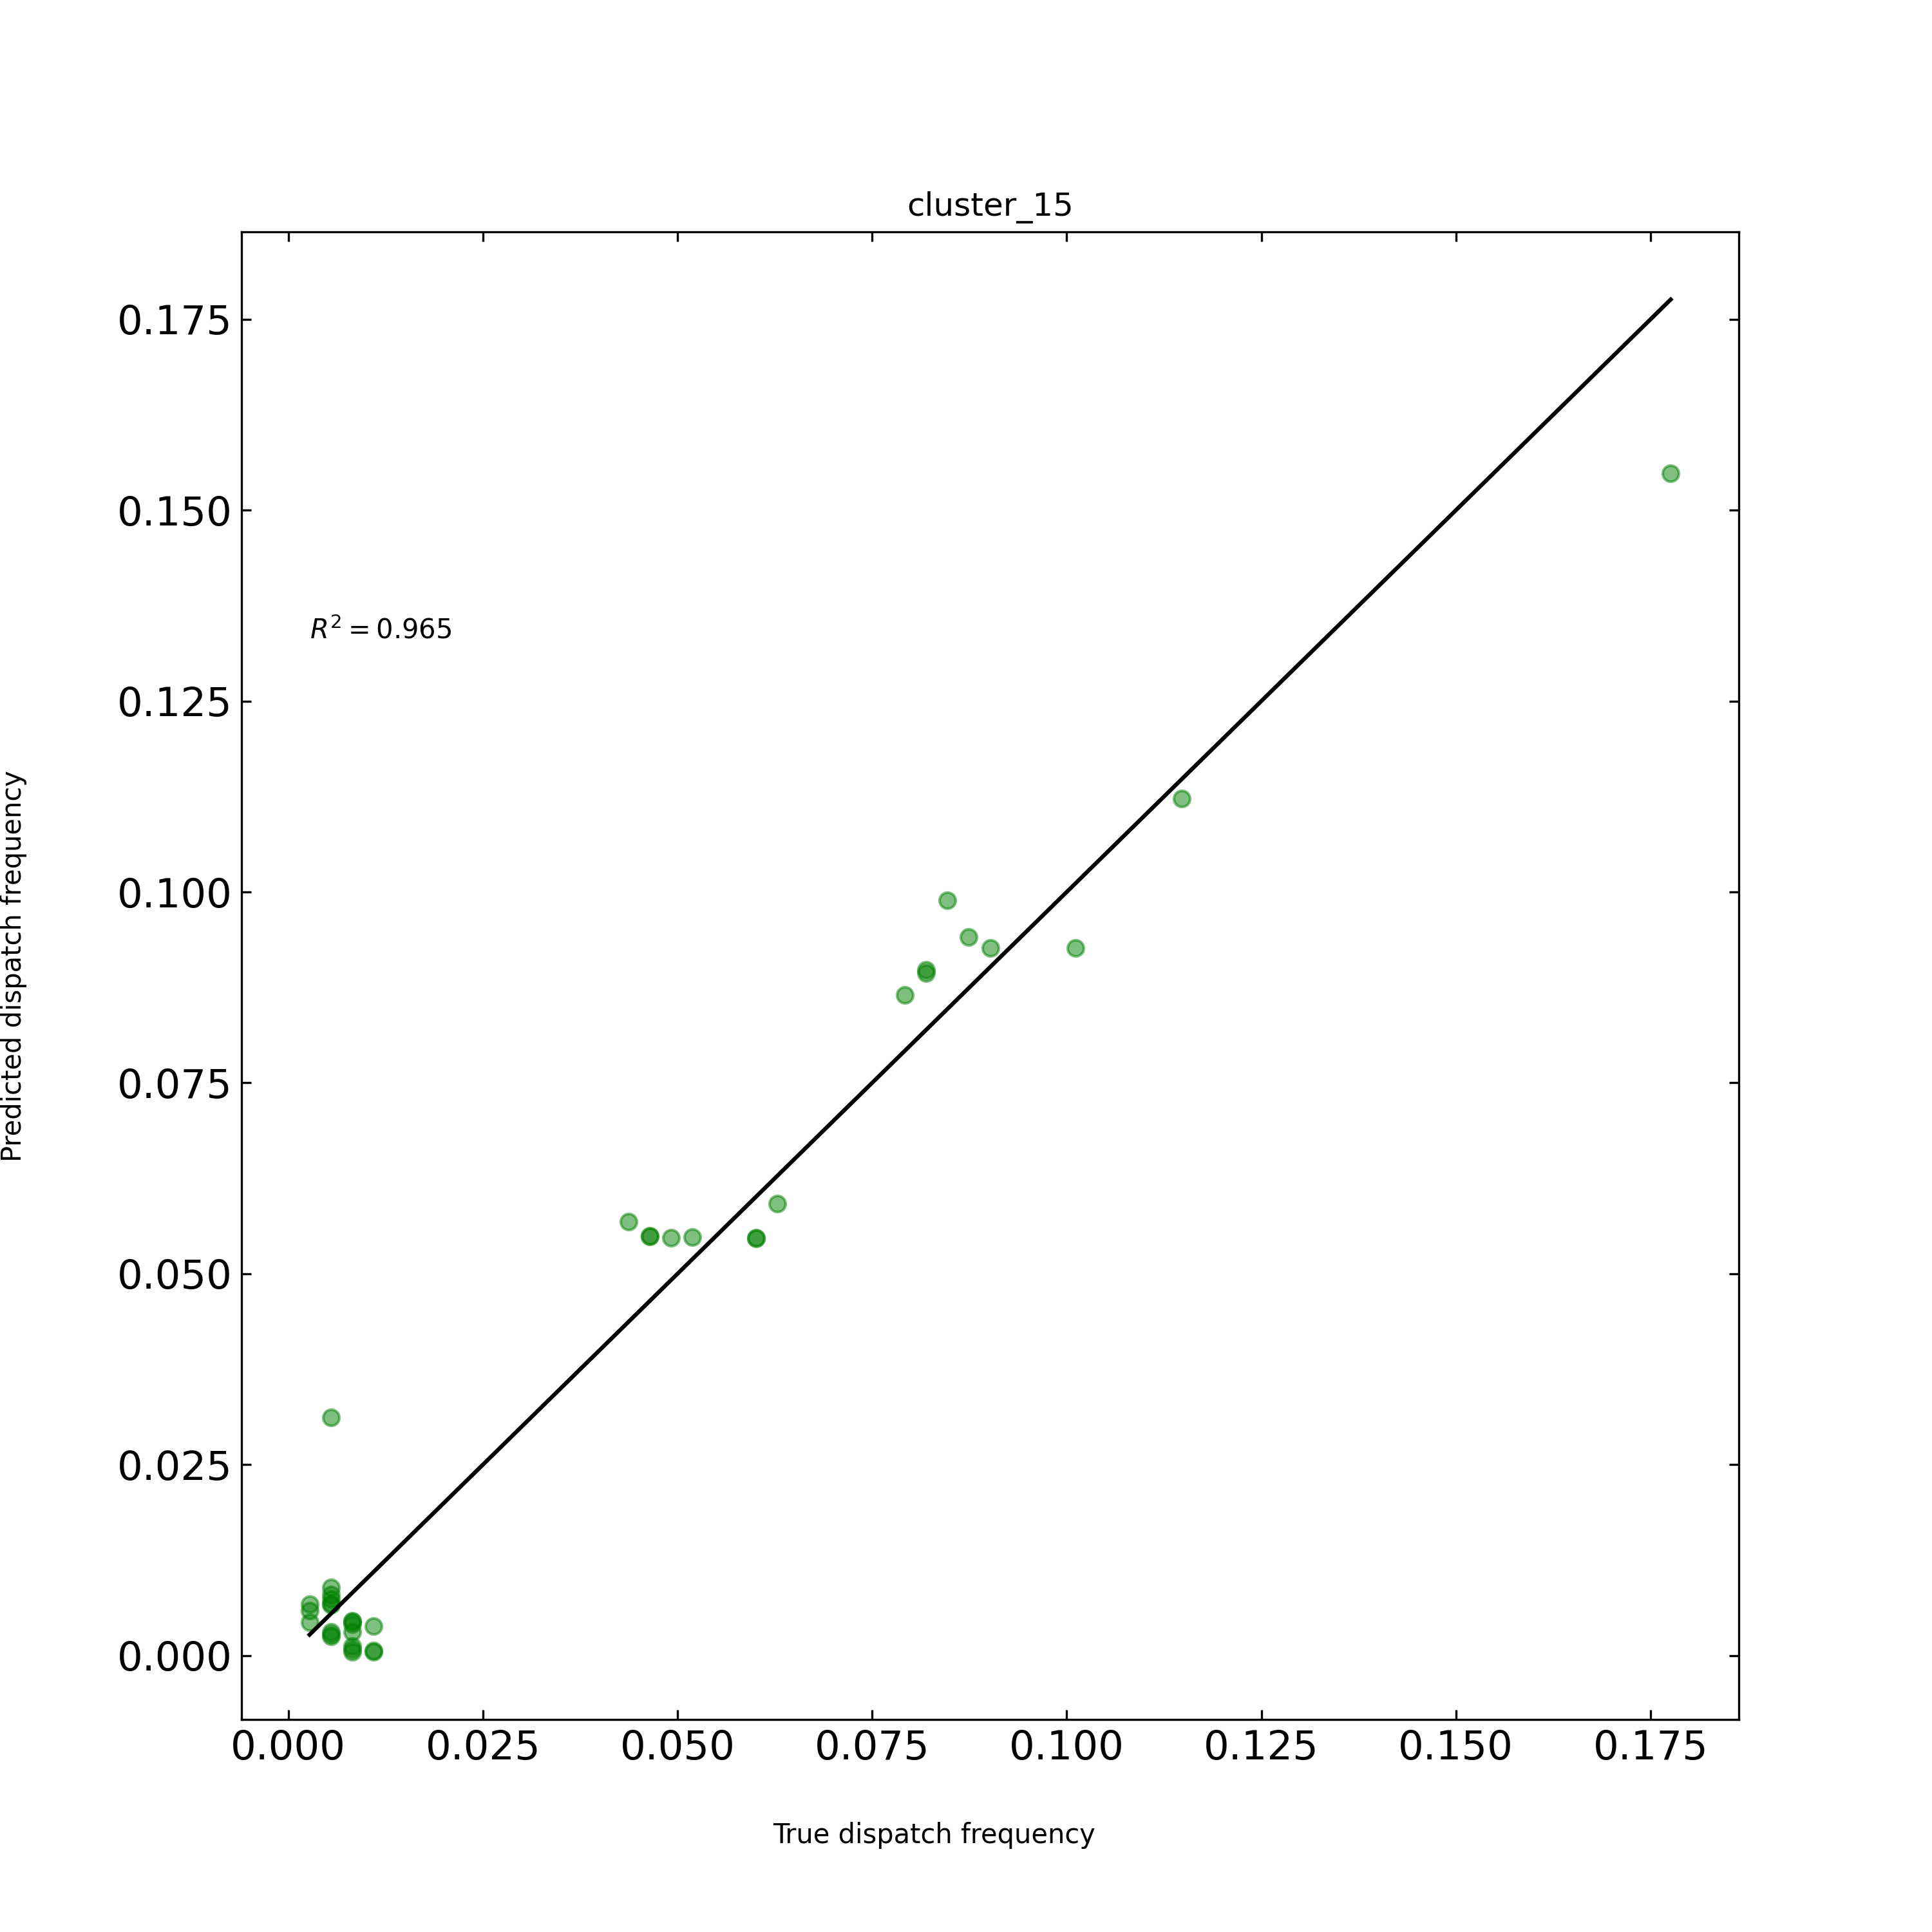 cluster_15
0.175
0.150
R² = 0.965
0.125
0.100
0.075
0.050
0.025
0.000
Predicted dispatch frequency
0.000 0.025 0.050 0.075 0.100 0.125 0.150 0.175
True dispatch frequency